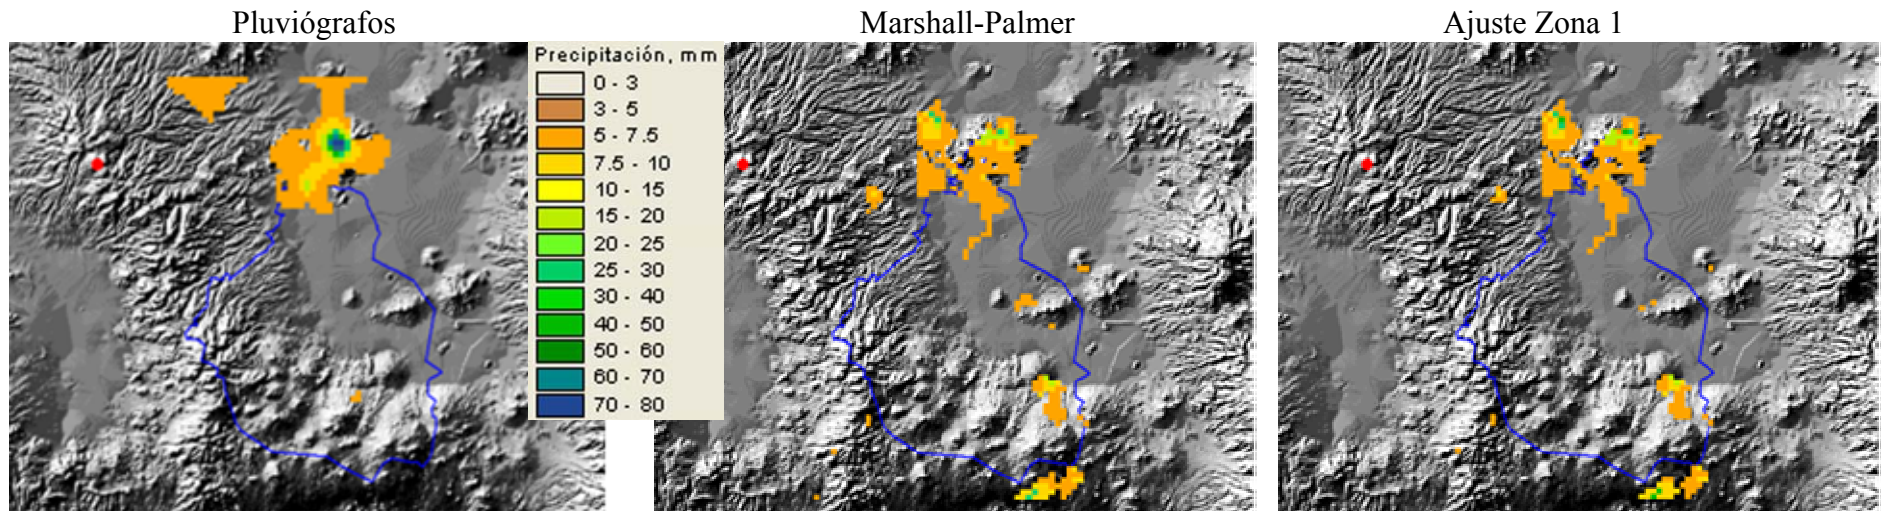 Pluviógrafos
Marshall-Palmer
Ajuste Zona 1
Precipitación, mm
0 - 3
3 - 5
5 - 7.5
7.5 - 10
10 - 15
15 - 20
20 - 25
25 - 30
30 - 40
40 - 50
50 - 60
60 - 70
70 - 80